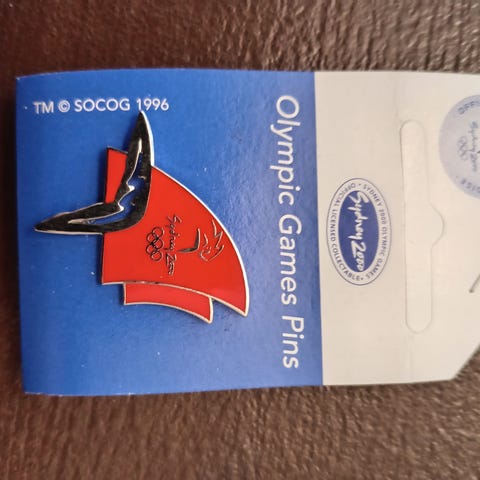 TM © SOCOG 1996
Olympic Games Pins
Sydney 2000
SYDNEY 2000 OLYMPIC GAMES
Sydney 2000
OFFICIAL LICENSED COLLECTABLE